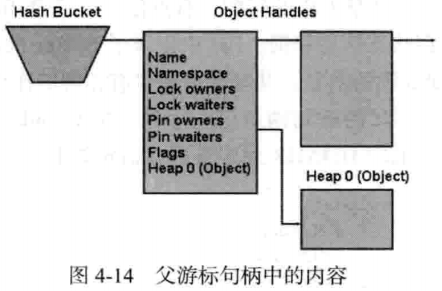 Hash Bucket
Object Handles
Name
Namespace
Lock owners
Lock waiters
Pin owners
Pin waiters
Flags
Heap 0 (Object)
Heap 0 (Object)
图 4-14 父游标句柄中的内容